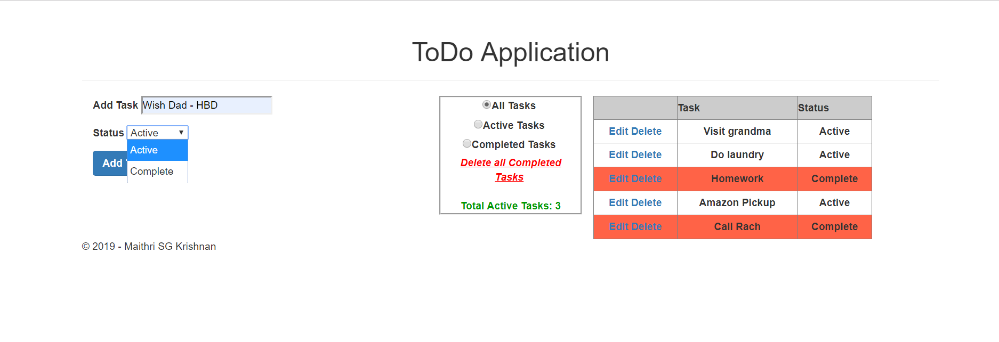 ToDo Application
Add Task Wish Dad - HBD
Status Active
Active
Complete
Add
All Tasks
Active Tasks
Completed Tasks
Delete all Completed
Tasks
Total Active Tasks: 3
Task Status
Edit Delete Visit grandma Active
Edit Delete Do laundry Active
Edit Delete Homework Complete
Edit Delete Amazon Pickup Active
Edit Delete Call Rach Complete
© 2019 - Maithri SG Krishnan